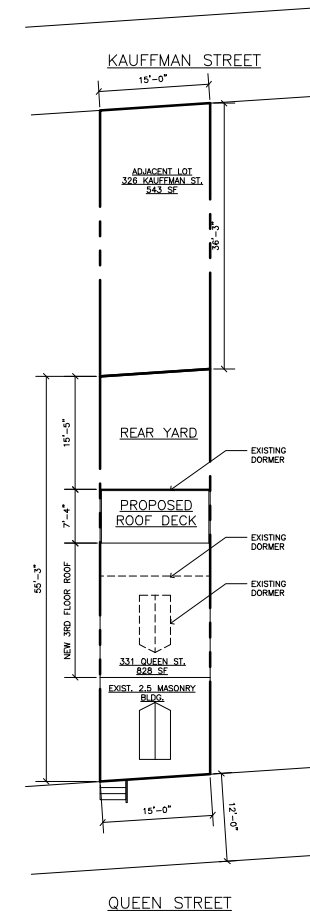 KAUFFMAN STREET
15'-0"
ADJACENT LOT
326 KAUFFMAN ST.
543 SF
36'-3"
REAR YARD
15'-5"
EXISTING
DORMER
PROPOSED
ROOF DECK
7'-4"
EXISTING
DORMER
55'-3"
NEW 3RD FLOOR ROOF
EXISTING
DORMER
331 QUEEN ST.
828 SF
EXIST. 2.5 MASONRY
BLDG.
15'-0"
12'-0"
QUEEN STREET